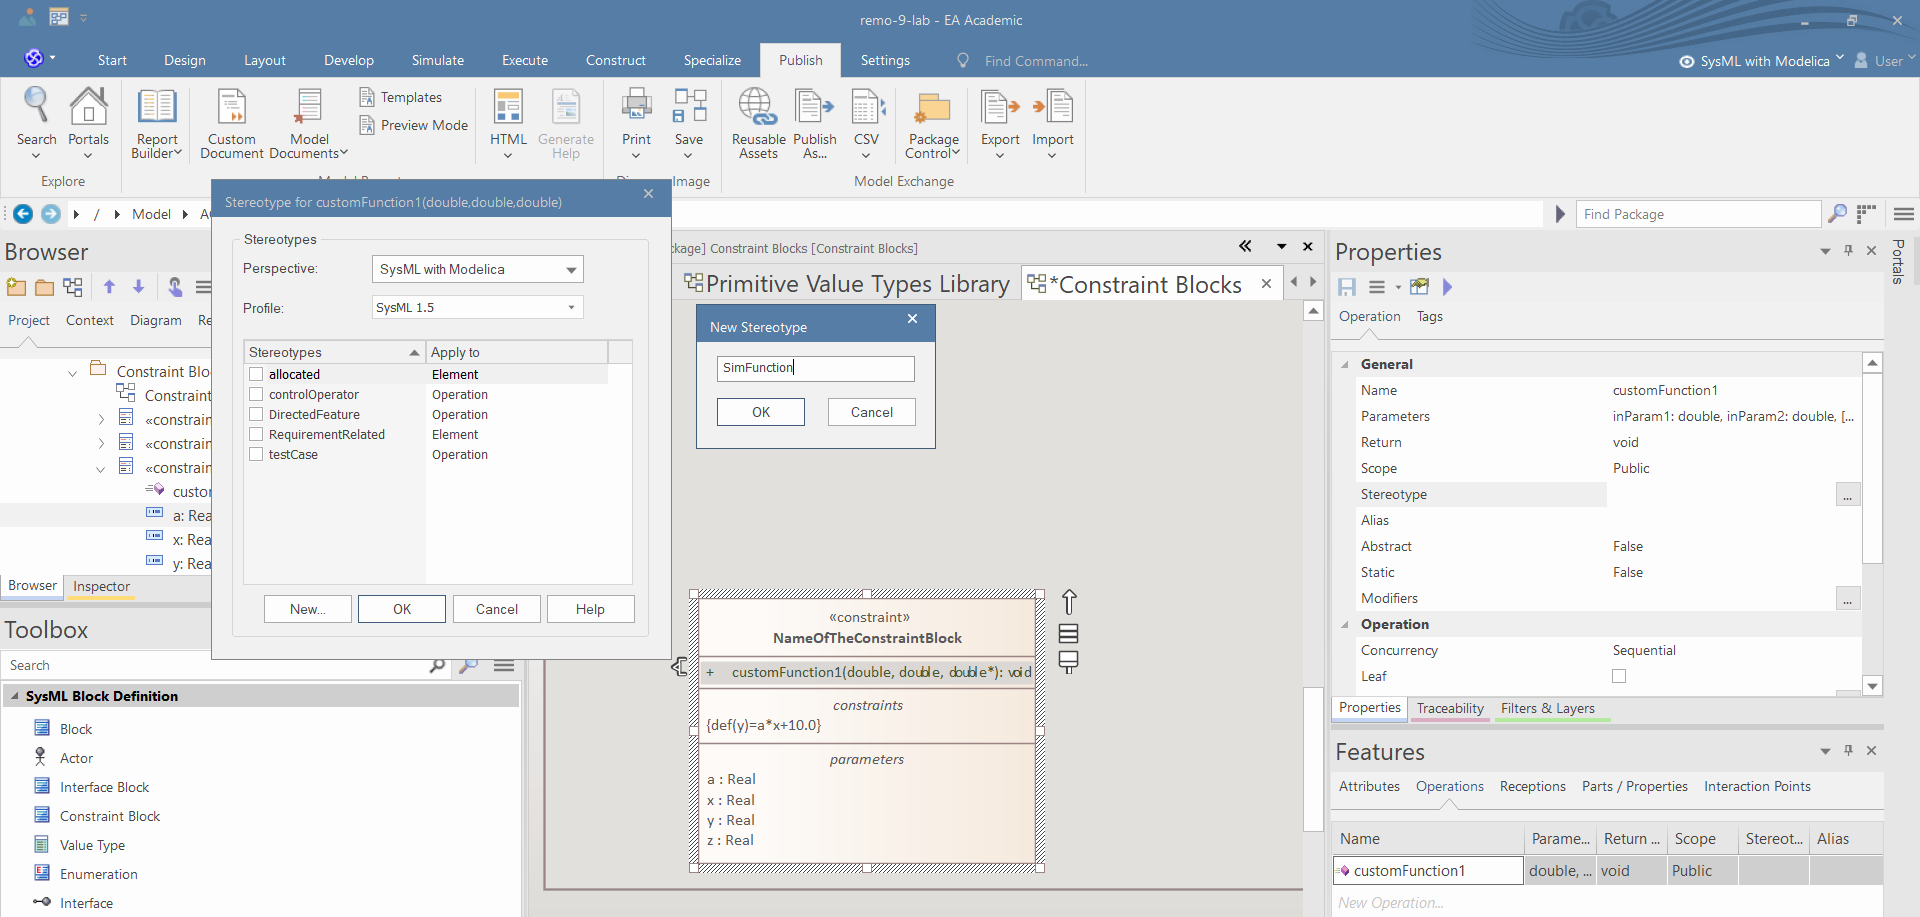 remo-9-lab - EA Academic
Start
Design
Layout
Develop
Simulate
Execute
Construct
Specialize
Publish
Settings
Find Command...
SysML with Modelica
User
Search
Portals
Report
Builder
Custom
Document
Model
Documents
Templates
Preview Mode
HTML
Generate
Help
Print
Save
Reusable
Assets
Publish
As...
CSV
Package
Control
Export
Import
Explore
Image
Model Exchange
/
Model
Find Package
Stereotype for customFunction1(double,double,double)
Stereotypes
Perspective:
SysML with Modelica
Profile:
SysML 1.5
Stereotypes
Apply to
allocated
Element
controlOperator
Operation
DirectedFeature
Operation
RequirementRelated
Element
testCase
Operation
New...
OK
Cancel
Help
Browser
Project
Context
Diagram
Re
Constraint Blo
Constraint
«constrain
«constrain
«constrain
custo
a: Rea
x: Rea
y: Rea
Browser
Inspector
Toolbox
Search
SysML Block Definition
Block
Actor
Interface Block
Constraint Block
Value Type
Enumeration
Interface
ckage] Constraint Blocks [Constraint Blocks]
Primitive Value Types Library
*Constraint Blocks
New Stereotype
SimFunction
OK
Cancel
«constraint»
NameOfTheConstraintBlock
+ customFunction1(double, double, double*): void
constraints
{def(y)=a*x+10.0}
parameters
a : Real
x : Real
y : Real
z : Real
Properties
Operation
Tags
General
Name
customFunction1
Parameters
inParam1: double, inParam2: double, [...
Return
void
Scope
Public
Stereotype
...
Alias
Abstract
False
Static
False
Modifiers
...
Operation
Concurrency
Sequential
Leaf
Properties
Traceability
Filters & Layers
Features
Attributes
Operations
Receptions
Parts / Properties
Interaction Points
Name
Parame...
Return ...
Scope
Stereot...
Alias
customFunction1
double, ...
void
Public
New Operation...
Portals